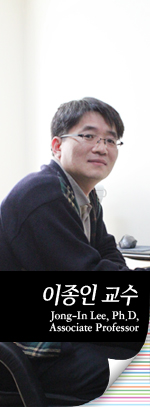 이종인 교수
Jong-In Lee, Ph.D,
Associate Professor